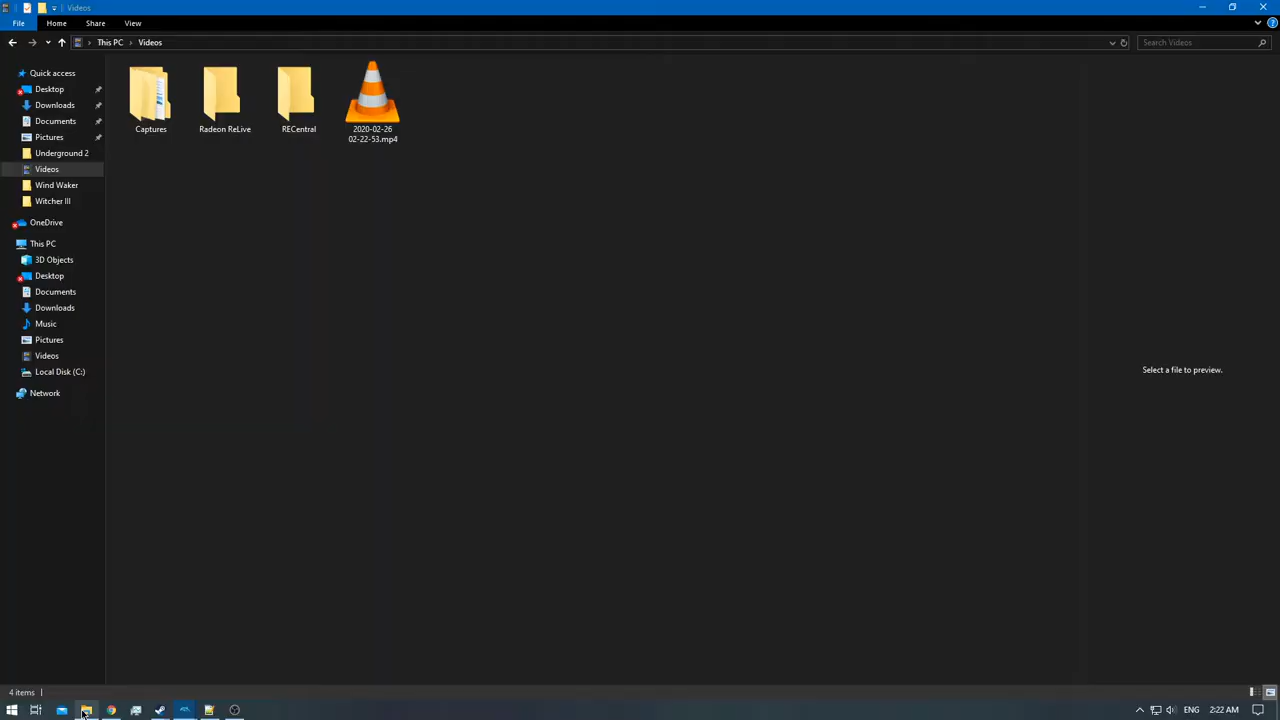 Videos
File
Home
Share
View
This PC
Videos
Search Videos
Quick access
Desktop
Downloads
Documents
Pictures
Underground 2
Videos
Wind Waker
Witcher III
OneDrive
This PC
3D Objects
Desktop
Documents
Downloads
Music
Pictures
Videos
Local Disk (C:)
Network
Captures
Radeon ReLive
RECentral
2020-02-26
02-22-53.mp4
Select a file to preview.
4 items
ENG
2:22 AM